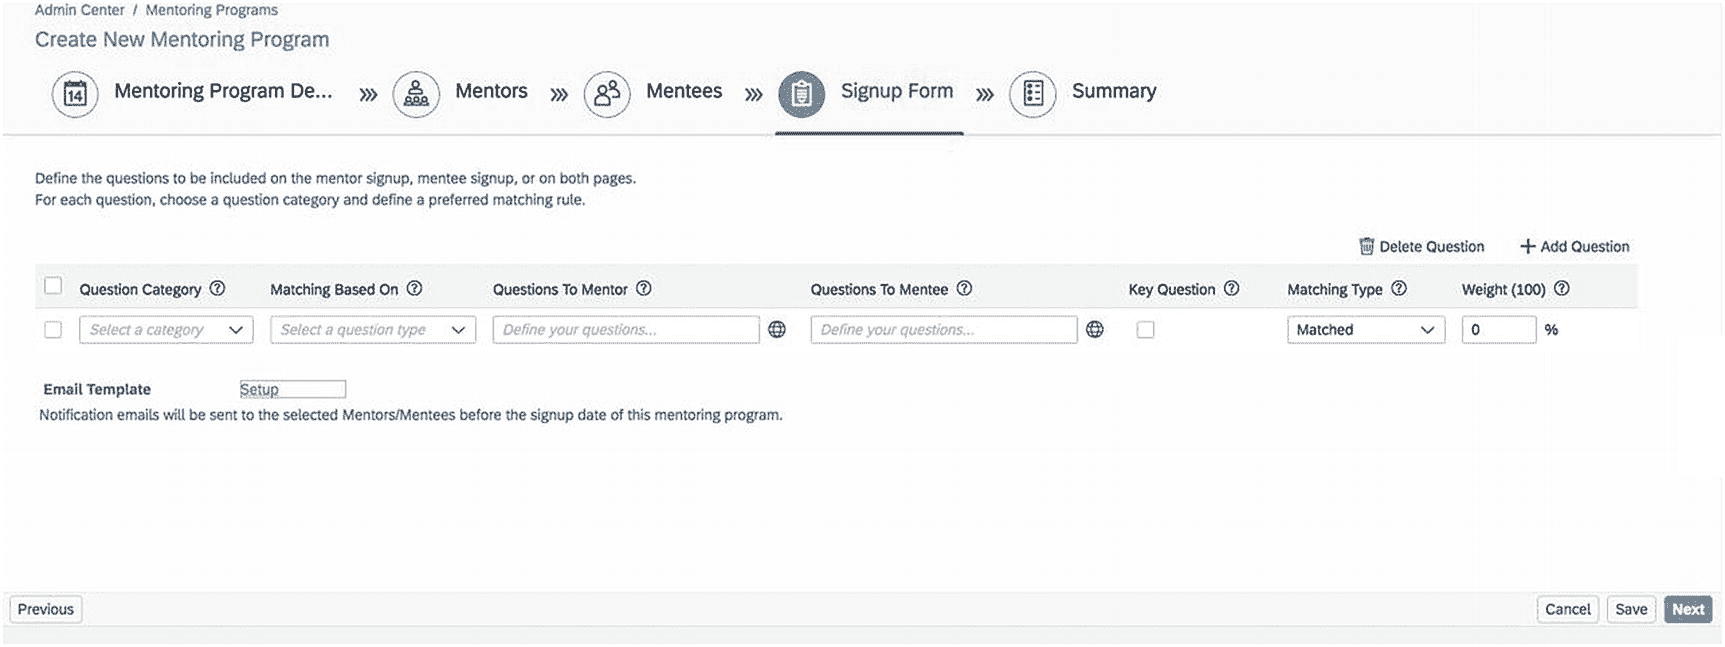 Admin Center / Mentoring Programs
Create New Mentoring Program
14 Mentoring Program De... >>> Mentors >>> Mentees >>> Signup Form >>> Summary
Define the questions to be included on the mentor signup, mentee signup, or on both pages.
For each question, choose a question category and define a preferred matching rule.
Delete Question + Add Question
Question Category ? Matching Based On ? Questions To Mentor ? Questions To Mentee ? Key Question ? Matching Type ? Weight (100) ?
Select a category Select a question type Define your questions... Define your questions... Matched 0 %
Email Template Setup
Notification emails will be sent to the selected Mentors/Mentees before the signup date of this mentoring program.
Previous Cancel Save Next